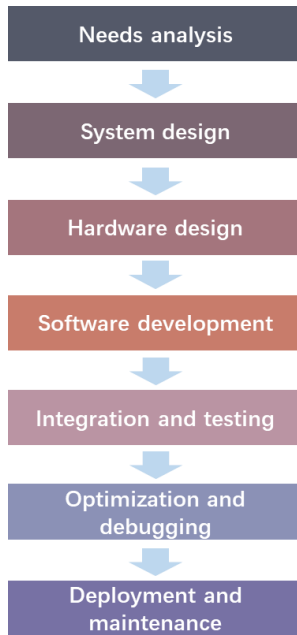 Needs analysis
System design
Hardware design
Software development
Integration and testing
Optimization and
debugging
Deployment and
maintenance